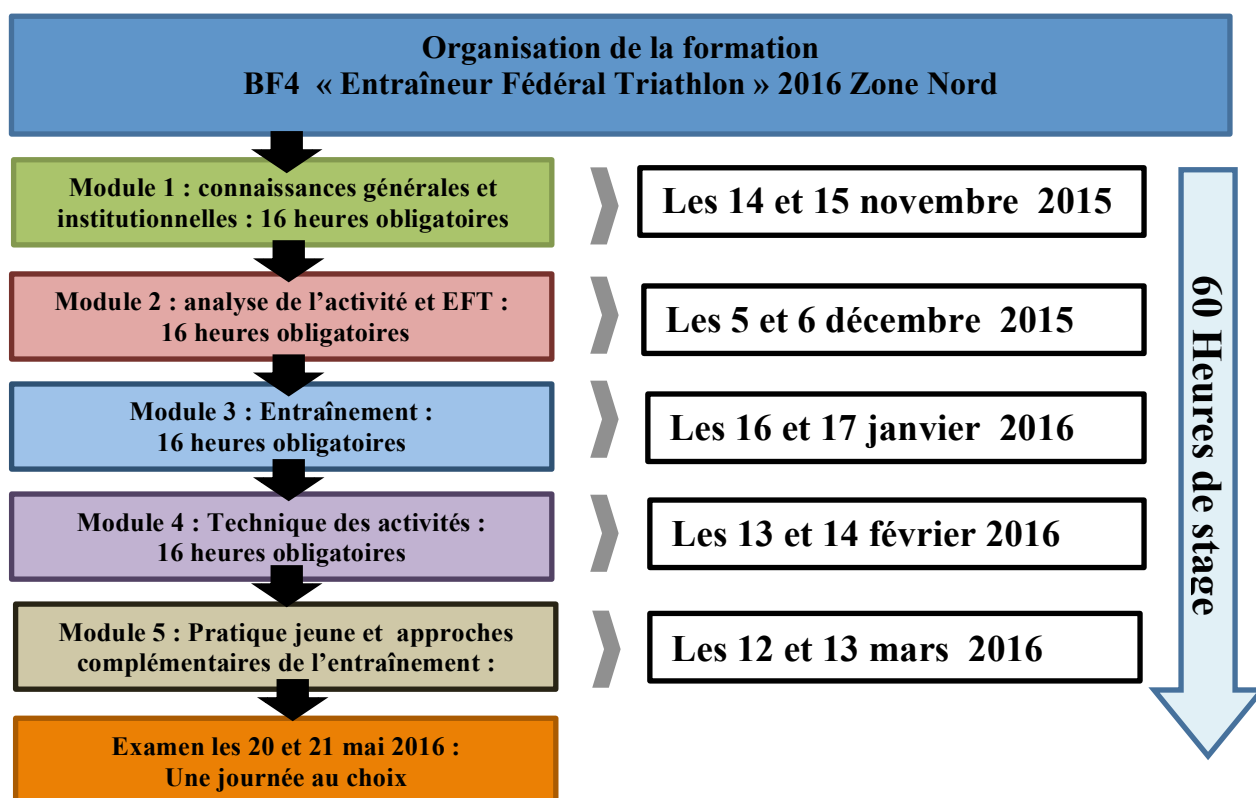 Organisation de la formation
BF4 « Entraîneur Fédéral Triathlon » 2016 Zone Nord
Module 1 : connaissances générales et
institutionnelles : 16 heures obligatoires
Les 14 et 15 novembre 2015
Module 2 : analyse de l’activité et EFT :
16 heures obligatoires
Les 5 et 6 décembre 2015
Module 3 : Entraînement :
16 heures obligatoires
Les 16 et 17 janvier 2016
Module 4 : Technique des activités :
16 heures obligatoires
Les 13 et 14 février 2016
Module 5 : Pratique jeune et approches
complémentaires de l’entraînement :
Les 12 et 13 mars 2016
Examen les 20 et 21 mai 2016 :
Une journée au choix
60 Heures de stage